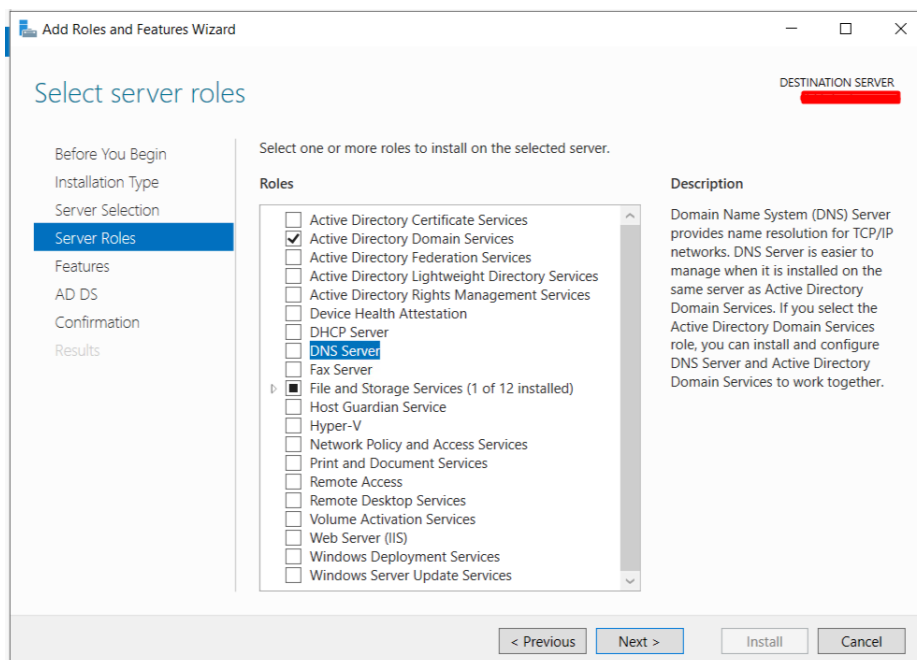 Add Roles and Features Wizard
Select server roles
DESTINATION SERVER
Before You Begin
Installation Type
Server Selection
Server Roles
Features
AD DS
Confirmation
Results
Select one or more roles to install on the selected server.
Roles
Active Directory Certificate Services
Active Directory Domain Services
Active Directory Federation Services
Active Directory Lightweight Directory Services
Active Directory Rights Management Services
Device Health Attestation
DHCP Server
DNS Server
Fax Server
File and Storage Services (1 of 12 installed)
Host Guardian Service
Hyper-V
Network Policy and Access Services
Print and Document Services
Remote Access
Remote Desktop Services
Volume Activation Services
Web Server (IIS)
Windows Deployment Services
Windows Server Update Services
Description
Domain Name System (DNS) Server
provides name resolution for TCP/IP
networks. DNS Server is easier to
manage when it is installed on the
same server as Active Directory
Domain Services. If you select the
Active Directory Domain Services
role, you can install and configure
DNS Server and Active Directory
Domain Services to work together.
< Previous
Next >
Install
Cancel